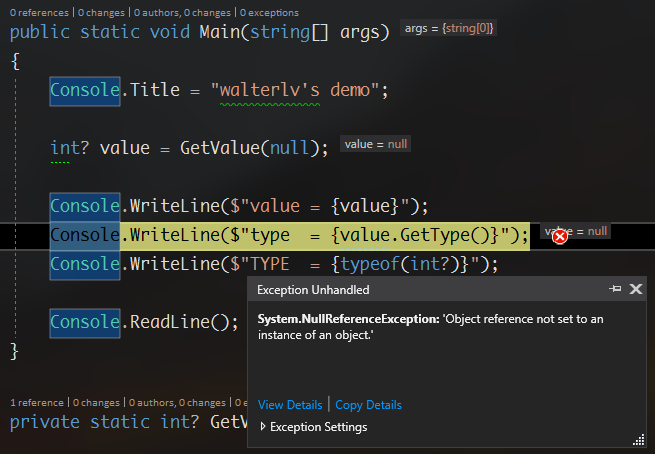 0 references | 0 changes | 0 authors, 0 changes | 0 exceptions
public static void Main(string[] args) args = {string[0]}
{
Console.Title = "walterlv's demo";
int? value = GetValue(null); value = null
Console.WriteLine($"value = {value}");
Console.WriteLine($"type  = {value.GetType()}"); value = null
Console.WriteLine($"TYPE  = {typeof(int?)}");
Exception Unhandled
System.NullReferenceException: 'Object reference not set to an
instance of an object.'
View Details | Copy Details
Exception Settings
Console.ReadLine();
}
1 reference | 0 changes | 0 authors, 0 changes | 0 e
private static int? GetV